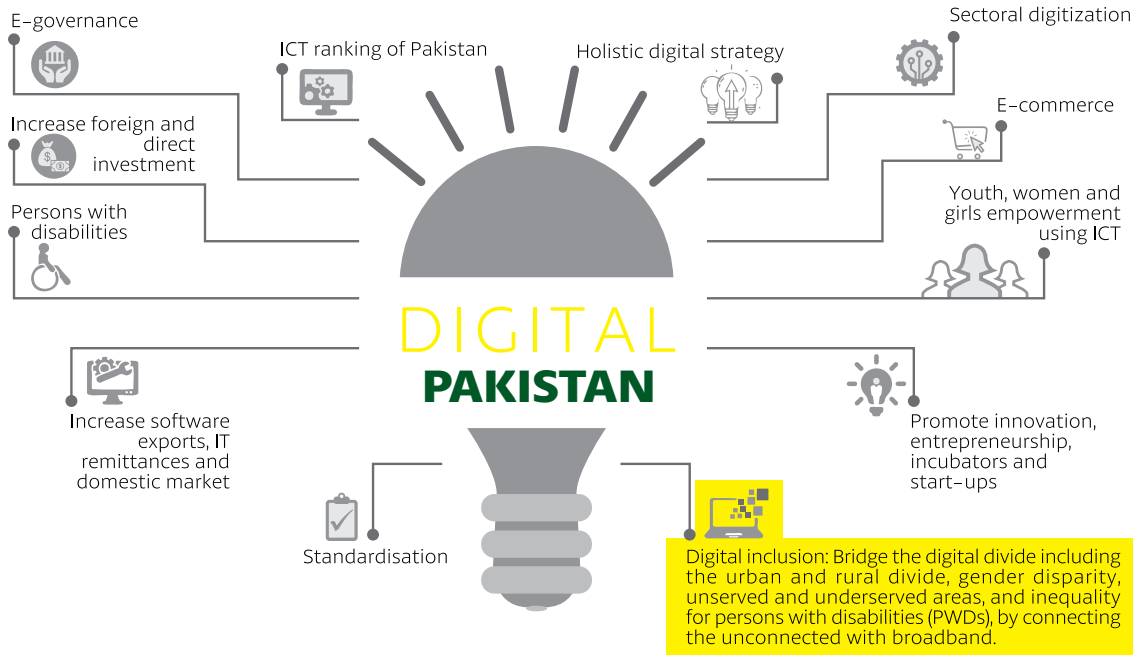 E-governance
ICT ranking of Pakistan
Holistic digital strategy
Sectoral digitization
Increase foreign and
direct
investment
E-commerce
Persons with
disabilities
Youth, women and
girls empowerment
using ICT
DIGITAL
PAKISTAN
Increase software
exports, IT
remittances and
domestic market
Promote innovation,
entrepreneurship,
incubators and
start-ups
Standardisation
Digital inclusion: Bridge the digital divide including
the urban and rural divide, gender disparity,
unserved and underserved areas, and inequality
for persons with disabilities (PWDs), by connecting
the unconnected with broadband.